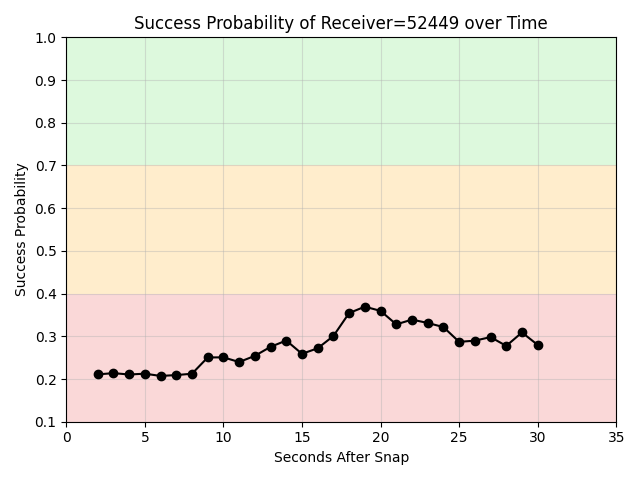 Success Probability of Receiver=52449 over Time
1.0
0.9
0.8
0.7
0.6
0.5
0.4
0.3
0.2
0.1
Success Probability
0 5 10 15 20 25 30 35
Seconds After Snap